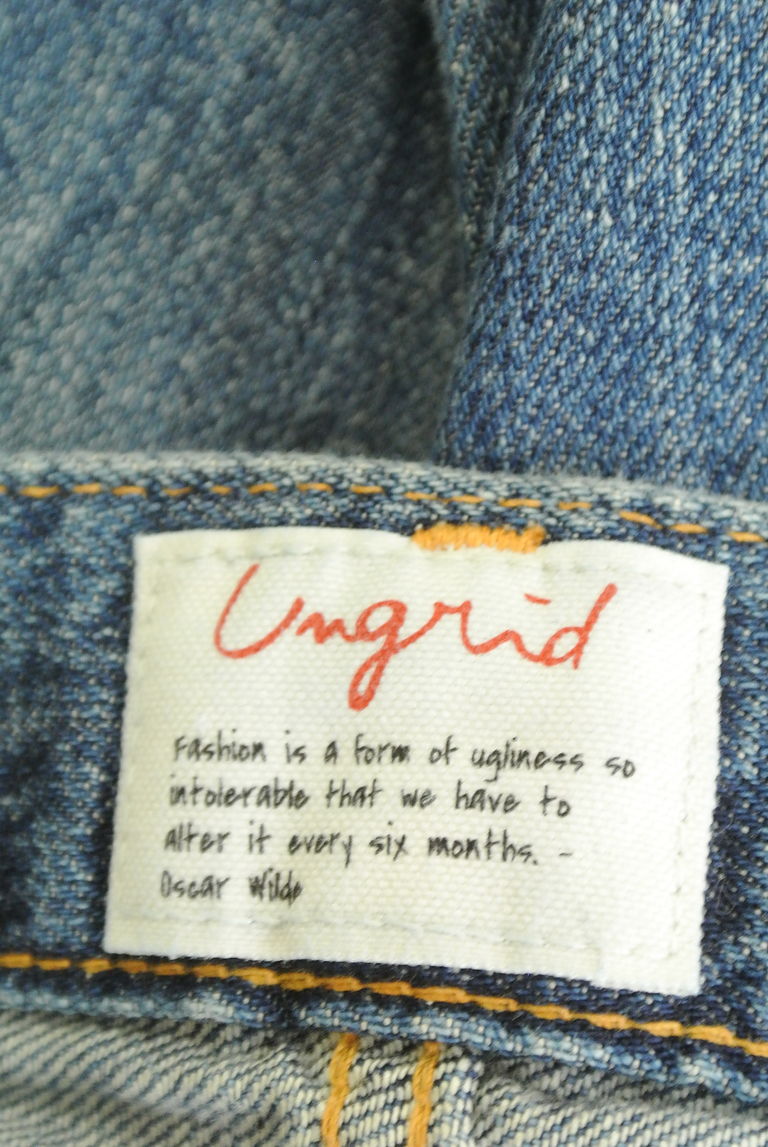 Ungrid
Fashion is a form of ugliness so
intolerable that we have to
alter it every six months. -
Oscar Wilde